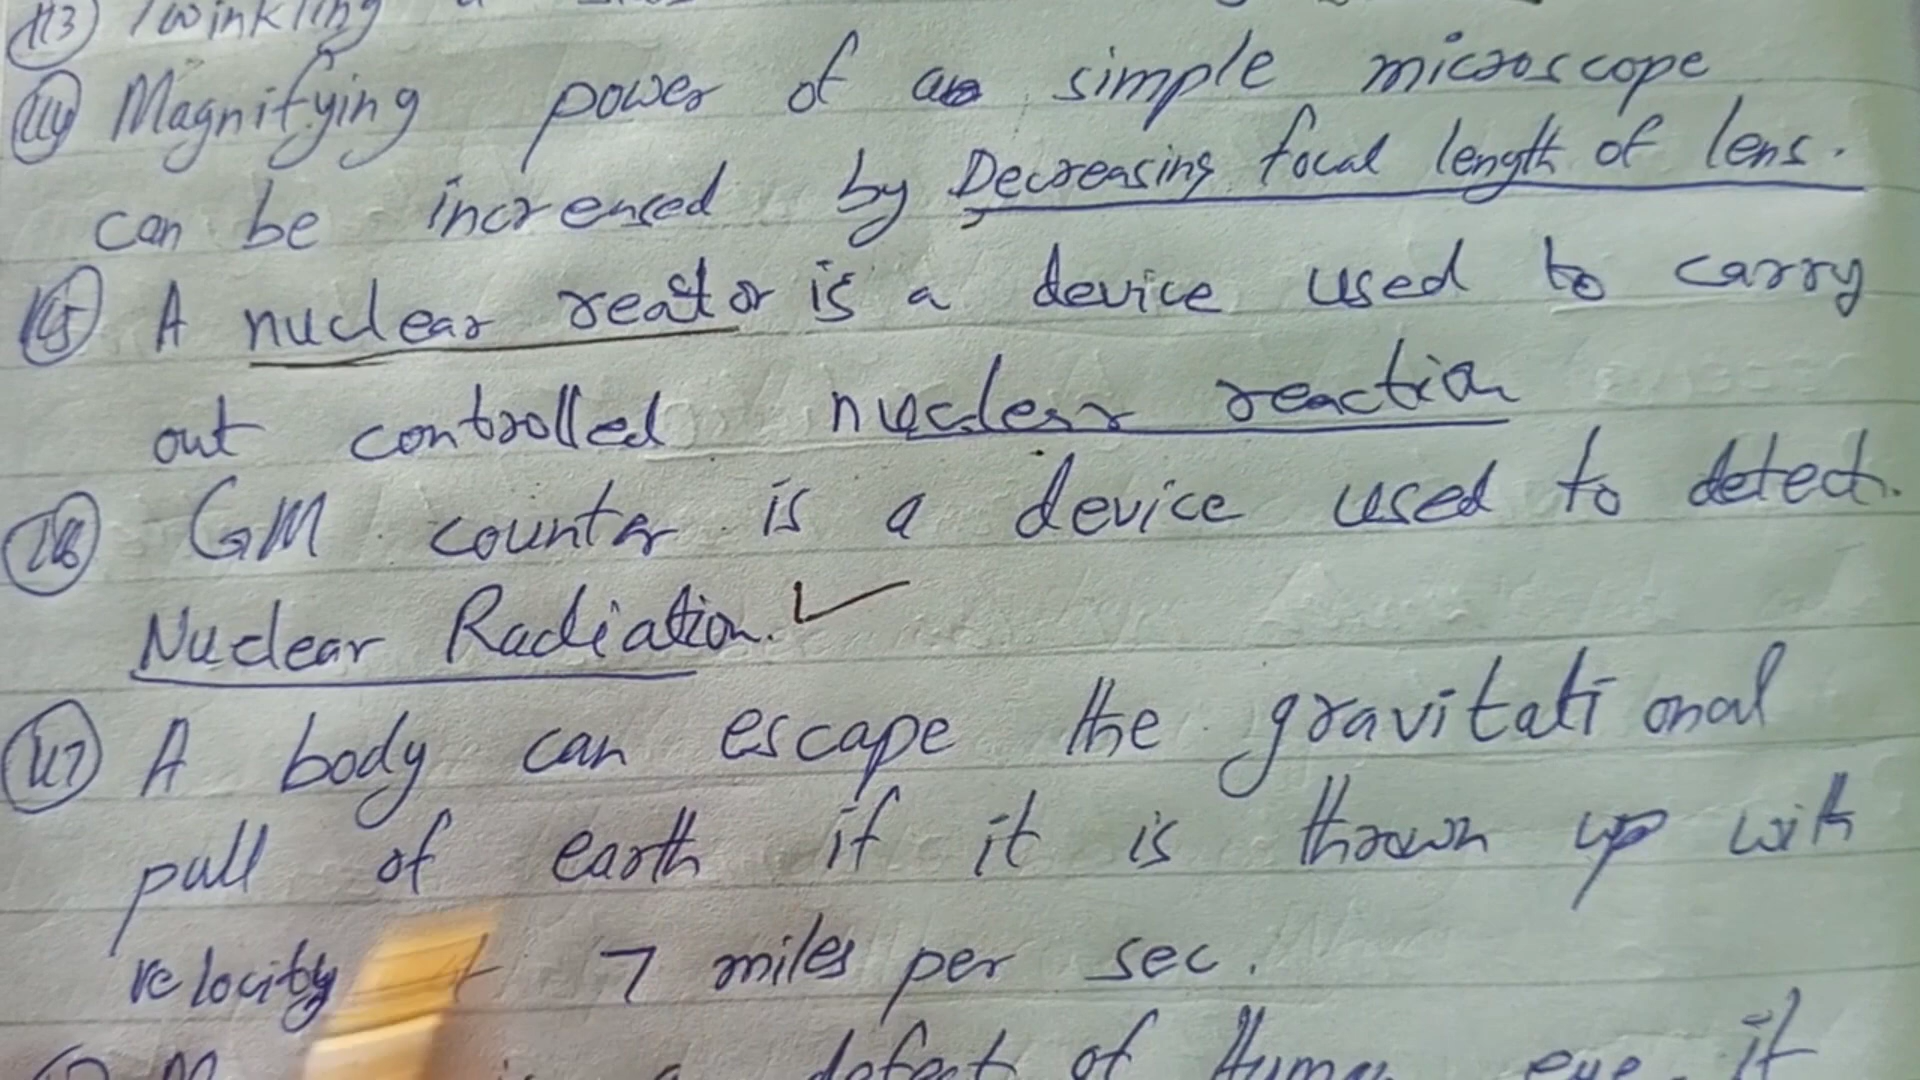 113) Twinkling
114 Magnifying power of a simple microscope
can be increased by Decreasing focal length of lens.
115 A nuclear reactor is a device used to carry
out controlled nuclear reaction
116 GM counter is a device used to detect.
Nuclear Radiation.
117 A body can escape the gravitational
pull of earth if it is thrown up with
velocity of 7 miles per sec.
is a defect of Human eye. it